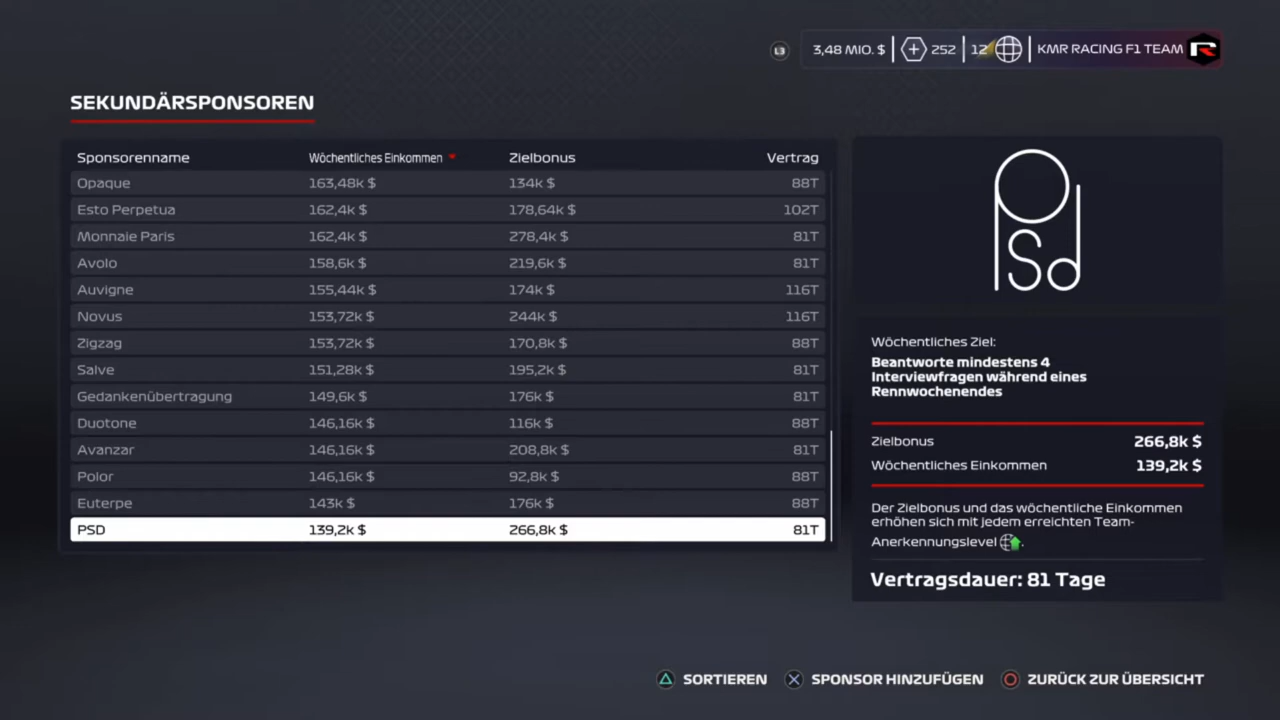 L3 3,48 MIO. $ 252 12 KMR RACING F1 TEAM
SEKUNDÄRSPONSOREN
Sponsorenname Wöchentliches Einkommen Zielbonus Vertrag
Opaque 163,48k $ 134k $ 88T
Esto Perpetua 162,4k $ 178,64k $ 102T
Monnaie Paris 162,4k $ 278,4k $ 81T
Avolo 158,6k $ 219,6k $ 81T
Auvigne 155,44k $ 174k $ 116T
Novus 153,72k $ 244k $ 116T
Zigzag 153,72k $ 170,8k $ 88T
Salve 151,28k $ 195,2k $ 81T
Gedankenübertragung 149,6k $ 176k $ 81T
Duotone 146,16k $ 116k $ 88T
Avanzar 146,16k $ 208,8k $ 81T
Polor 146,16k $ 92,8k $ 88T
Euterpe 143k $ 176k $ 88T
PSD 139,2k $ 266,8k $ 81T
Psd
Wöchentliches Ziel:
Beantworte mindestens 4
Interviewfragen während eines
Rennwochenendes
Zielbonus 266,8k $
Wöchentliches Einkommen 139,2k $
Der Zielbonus und das wöchentliche Einkommen
erhöhen sich mit jedem erreichten Team-
Anerkennungslevel .
Vertragsdauer: 81 Tage
SORTIEREN SPONSOR HINZUFÜGEN ZURÜCK ZUR ÜBERSICHT